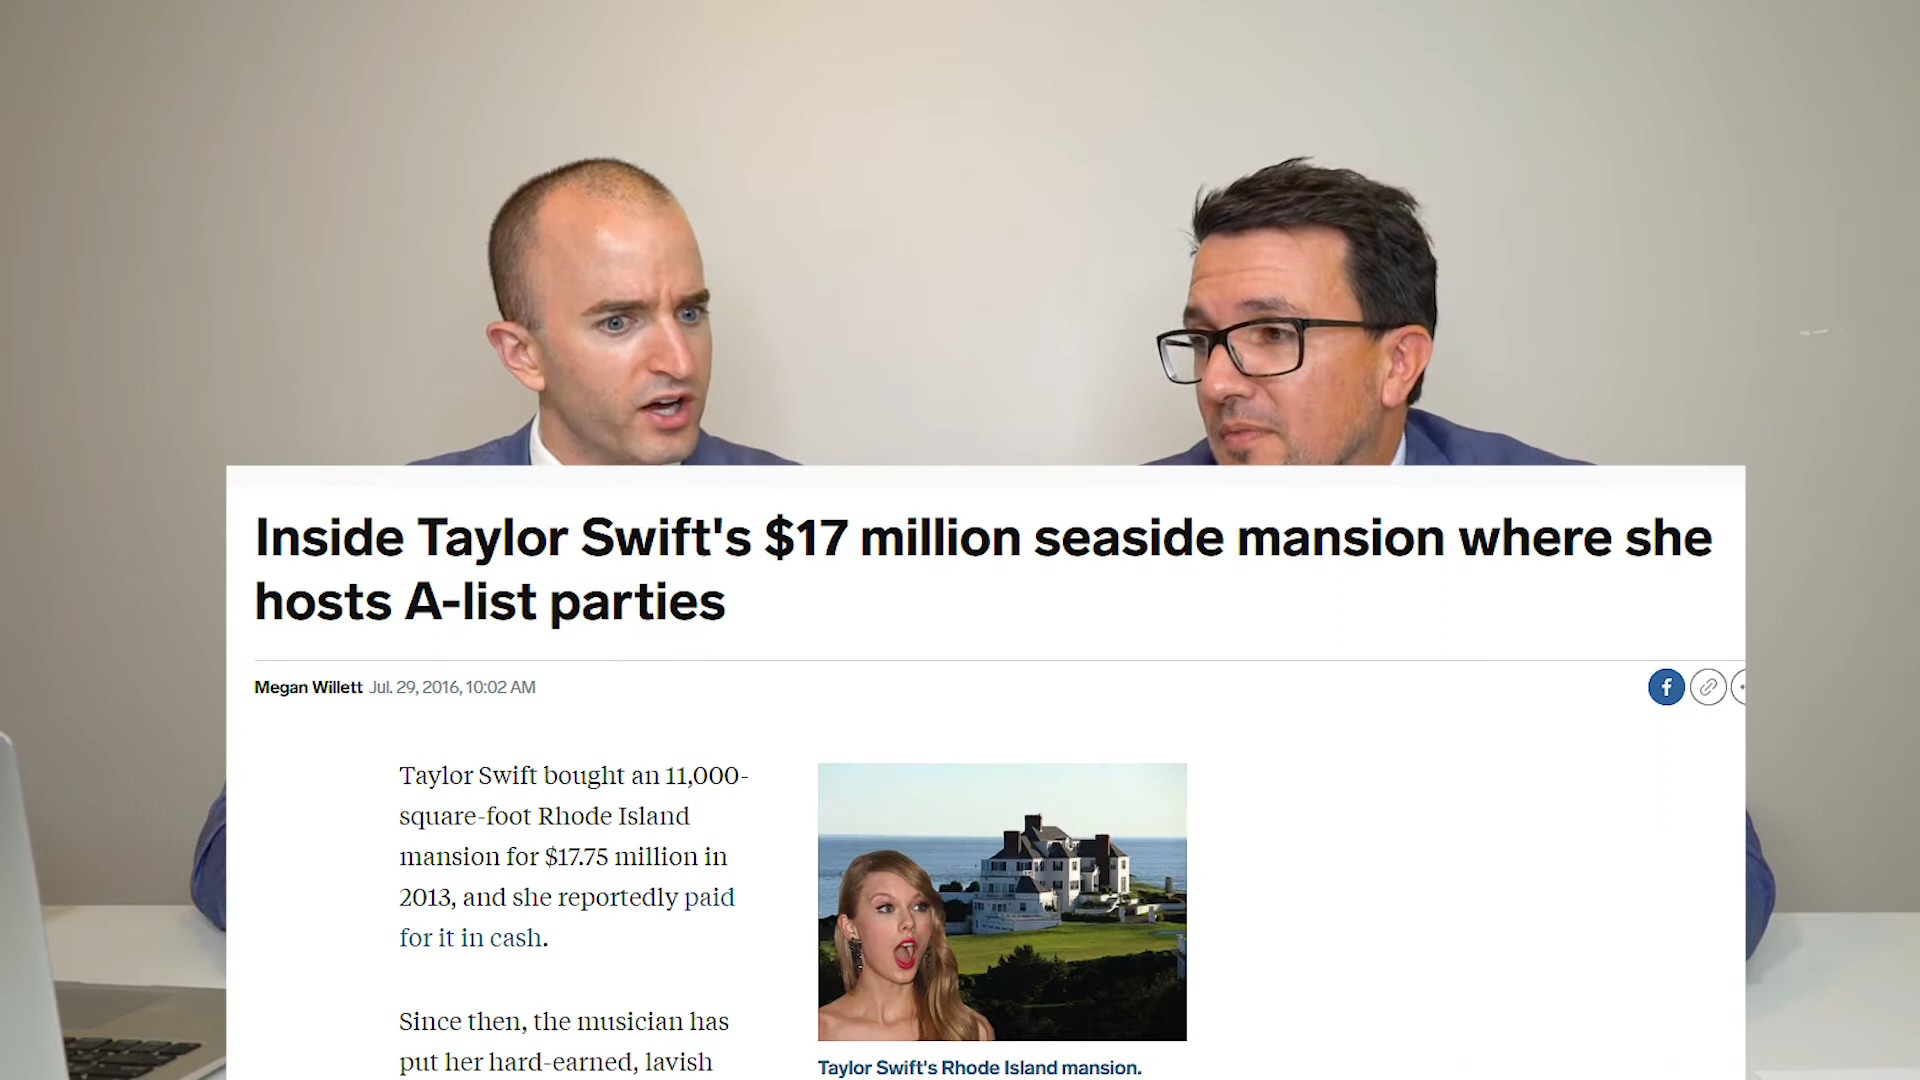 Inside Taylor Swift's $17 million seaside mansion where she
hosts A-list parties
Megan Willett Jul. 29, 2016, 10:02 AM
f
Taylor Swift bought an 11,000-
square-foot Rhode Island
mansion for $17.75 million in
2013, and she reportedly paid
for it in cash.
Since then, the musician has
put her hard-earned, lavish
Taylor Swift's Rhode Island mansion.